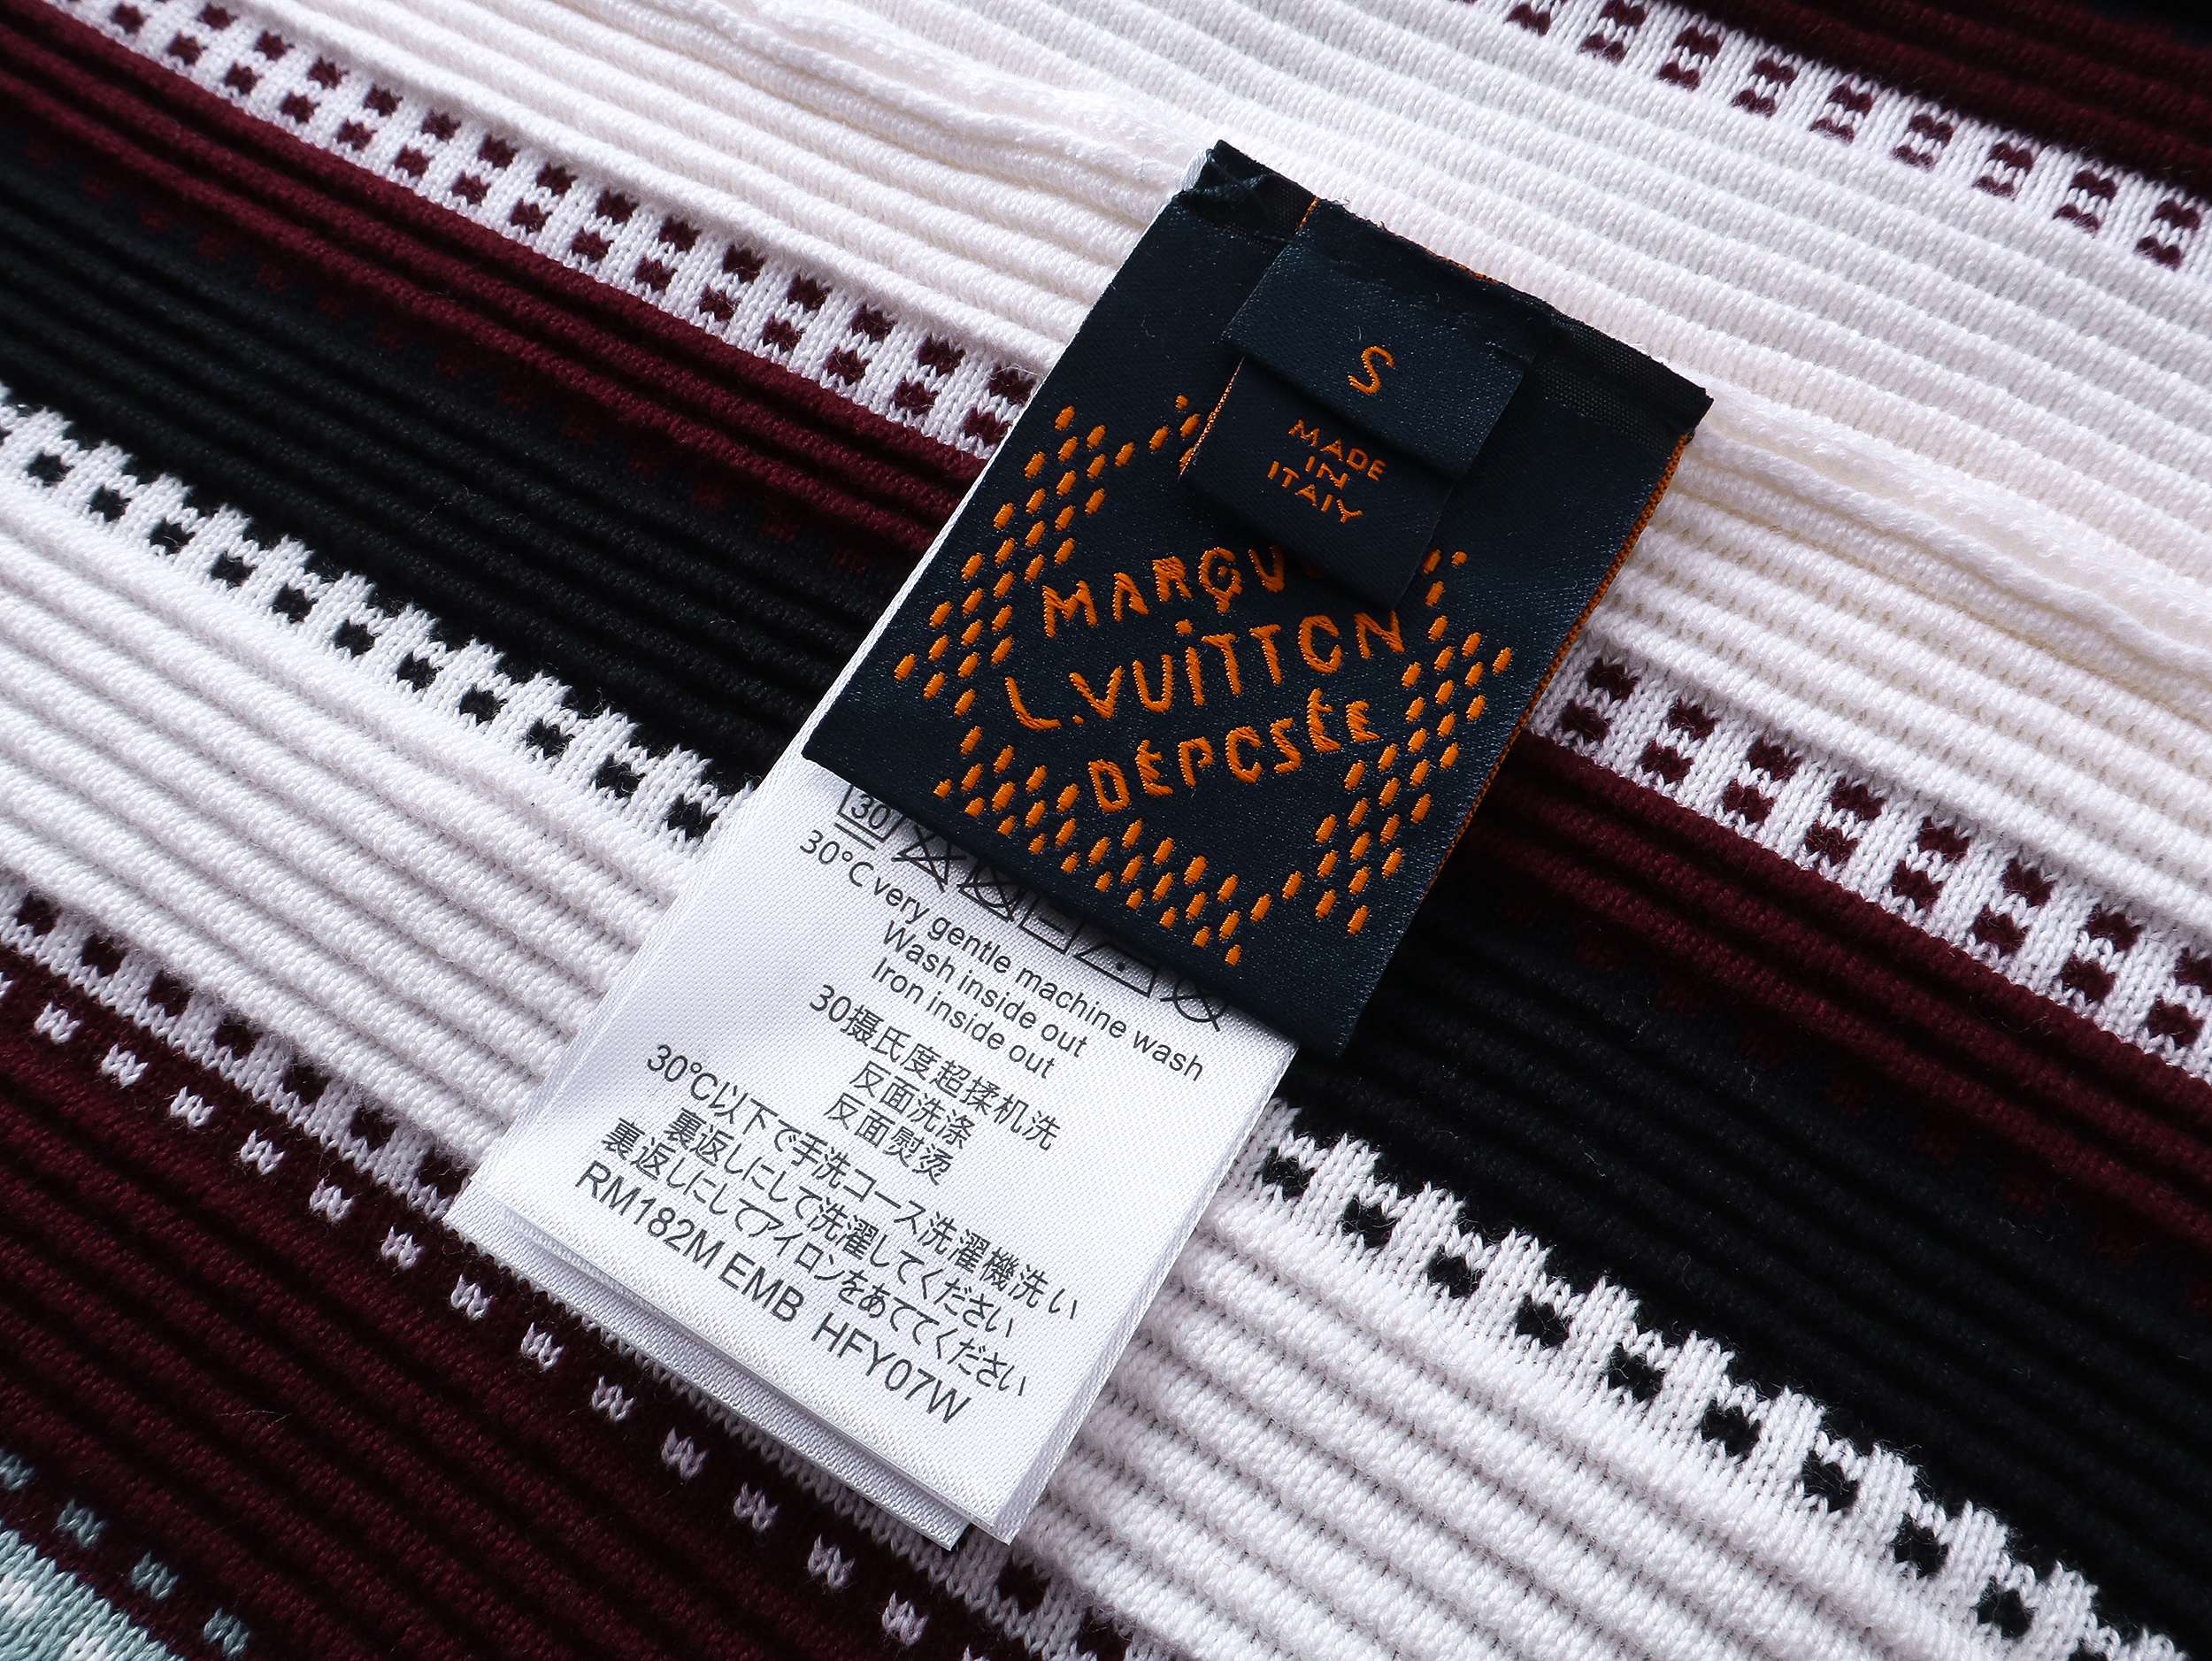 S
MADE
IN
ITALY
MARQU
L.VUITTON
DÉPOSÉE
30
30°C very gentle machine wash
Wash inside out
Iron inside out
30摄氏度超揉机洗
反面洗涤
反面熨烫
30℃以下で手洗コース洗濯機洗い
裏返しにして洗濯してください
裏返しにしてアイロンをあててください
RM182M EMB HFY07W